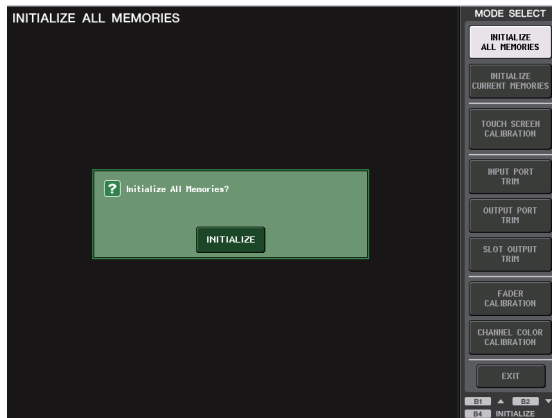 INITIALIZE ALL MEMORIES
? Initialize All Memories?
INITIALIZE
MODE SELECT
INITIALIZE
ALL MEMORIES
INITIALIZE
CURRENT MEMORIES
TOUCH SCREEN
CALIBRATION
INPUT PORT
TRIM
OUTPUT PORT
TRIM
SLOT OUTPUT
TRIM
FADER
CALIBRATION
CHANNEL COLOR
CALIBRATION
EXIT
B1 ▲ B2 ▼
B4 INITIALIZE